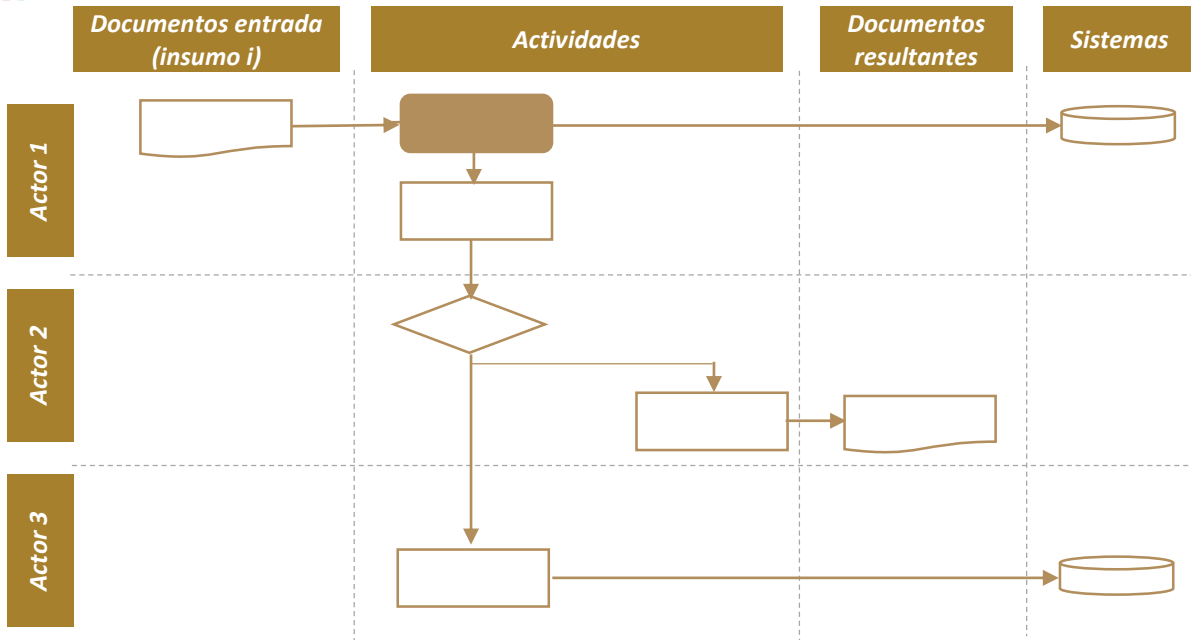 Documentos entrada
(insumo i)
Actividades
Documentos
resultantes
Sistemas
Actor 1
Actor 2
Actor 3